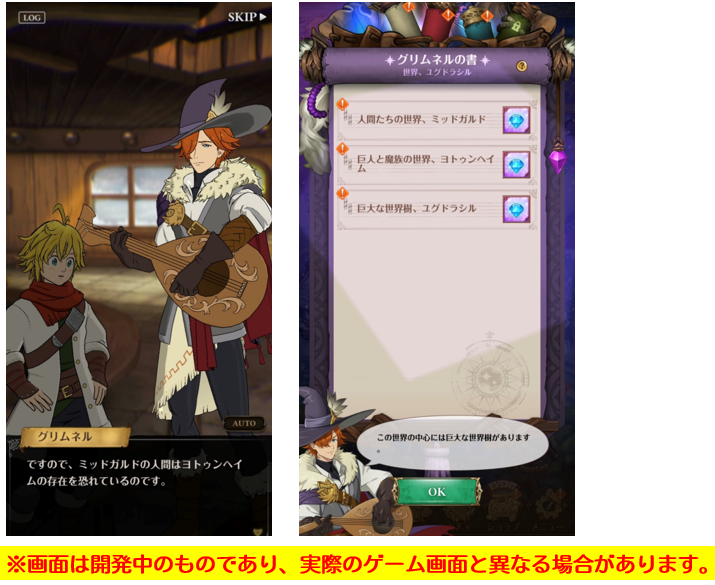 LOG
SKIP
グリムネル
AUTO
ですので、ミッドガルドの人間はヨトゥンヘイ
ムの存在を恐れているのです。
グリムネルの書
世界、ユグドラシル
人間たちの世界、ミッドガルド
巨人と魔族の世界、ヨトゥンヘイ
ム
巨大な世界樹、ユグドラシル
この世界の中心には巨大な世界樹があります
。
OK
※画面は開発中のものであり、実際のゲーム画面と異なる場合があります。